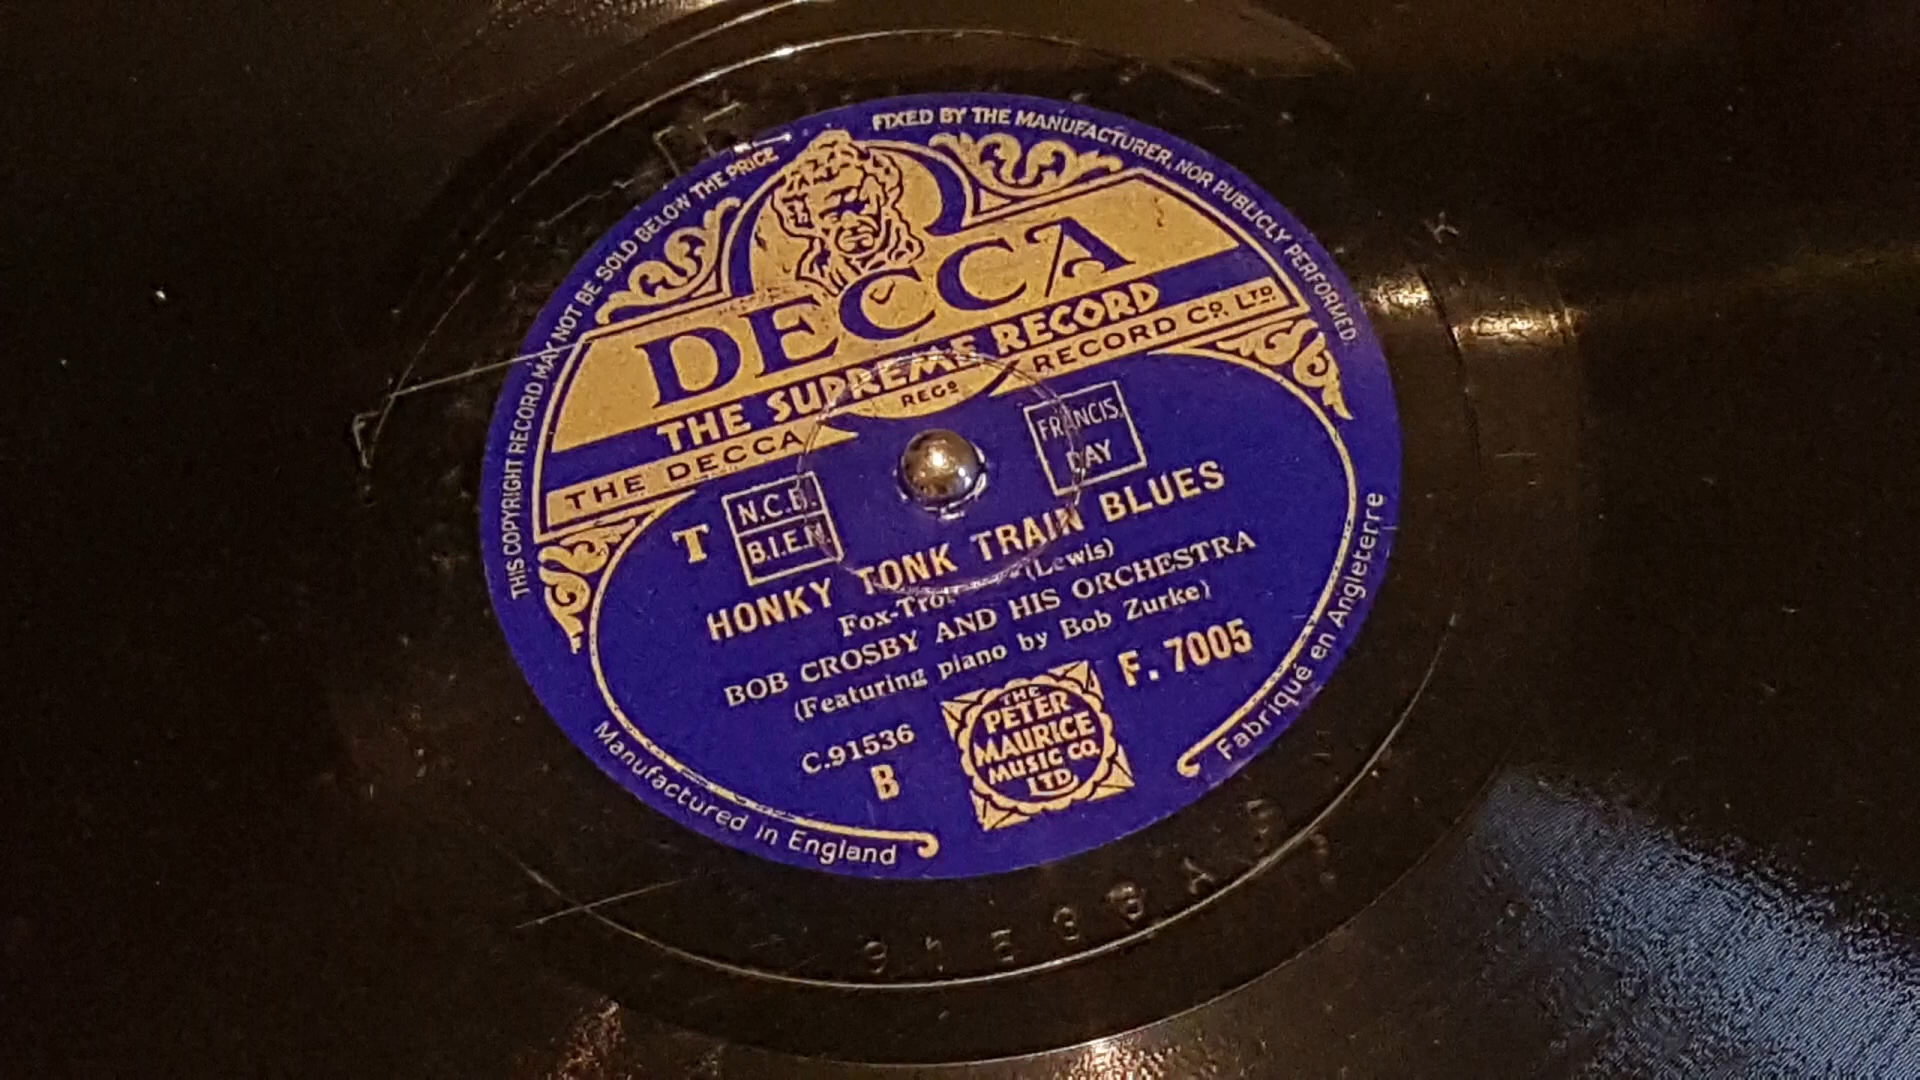 THIS COPYRIGHT RECORD MAY NOT BE SOLD BELOW THE PRICE FIXED BY THE MANUFACTURER, NOR PUBLICLY PERFORMED.
DECCA
THE SUPREME RECORD
THE DECCA RECORD CO. LTD.
REGD
T
N.C.B.
B.I.E.M.
FRANCIS.
DAY
HONKY TONK TRAIN BLUES
Fox-Trot (Lewis)
BOB CROSBY AND HIS ORCHESTRA
(Featuring piano by Bob Zurke)
F. 7005
C.91536
B
THE
PETER
MAURICE
MUSIC CO.
LTD
Manufactured in England
Fabriqué en Angleterre